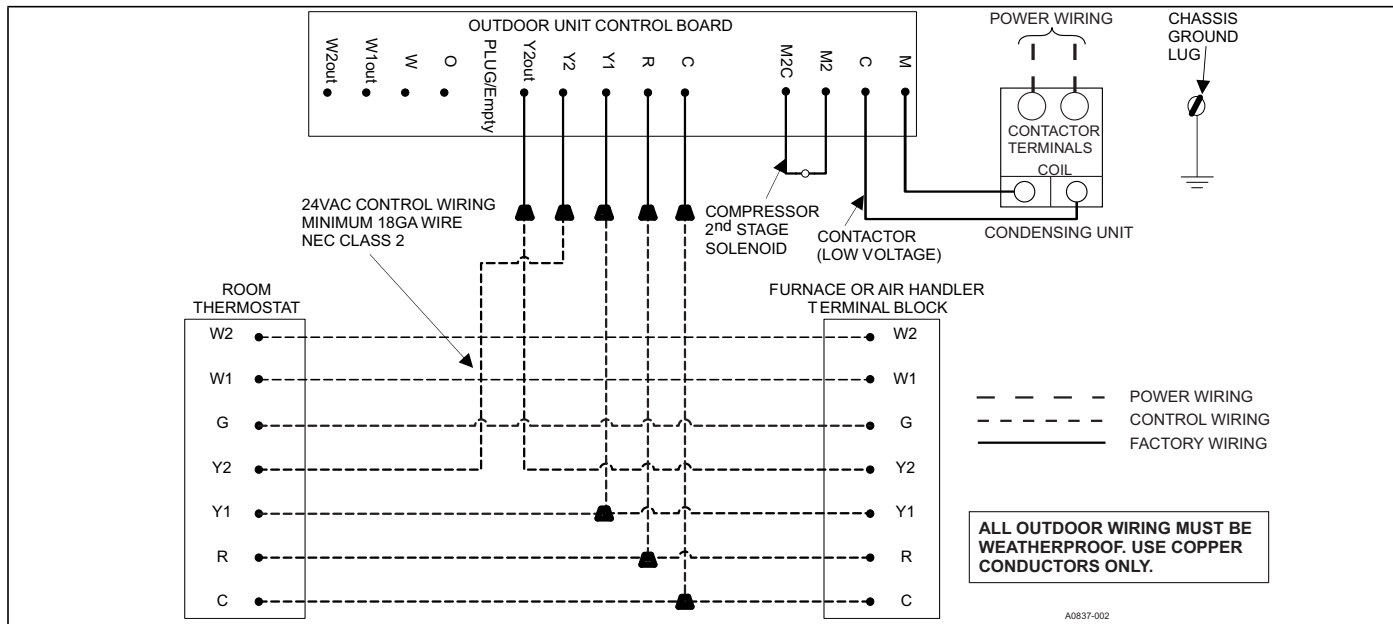 OUTDOOR UNIT CONTROL BOARD
W2out
W1out
W
O
PLUG/Empty
Y2out
Y2
Y1
R
C
M2C
M2
C
M
POWER WIRING
CHASSIS
GROUND
LUG
CONTACTOR
TERMINALS
COIL
CONDENSING UNIT
24VAC CONTROL WIRING
MINIMUM 18GA WIRE
NEC CLASS 2
COMPRESSOR
2nd STAGE
SOLENOID
CONTACTOR
(LOW VOLTAGE)
ROOM
THERMOSTAT
W2
W1
G
Y2
Y1
R
C
FURNACE OR AIR HANDLER
TERMINAL BLOCK
W2
W1
G
Y2
Y1
R
C
POWER WIRING
CONTROL WIRING
FACTORY WIRING
ALL OUTDOOR WIRING MUST BE
WEATHERPROOF. USE COPPER
CONDUCTORS ONLY.
A0837-002